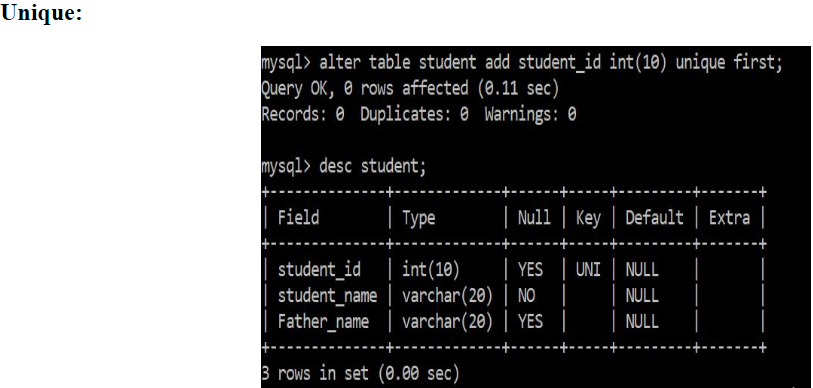 Unique:
mysql> alter table student add student_id int(10) unique first;
Query OK, 0 rows affected (0.11 sec)
Records: 0  Duplicates: 0  Warnings: 0
mysql> desc student;
+--------------+-------------+------+-----+---------+-------+
| Field        | Type        | Null | Key | Default | Extra |
+--------------+-------------+------+-----+---------+-------+
| student_id   | int(10)     | YES  | UNI | NULL    |       |
| student_name | varchar(20) | NO   |     | NULL    |       |
| Father_name  | varchar(20) | YES  |     | NULL    |       |
+--------------+-------------+------+-----+---------+-------+
3 rows in set (0.00 sec)